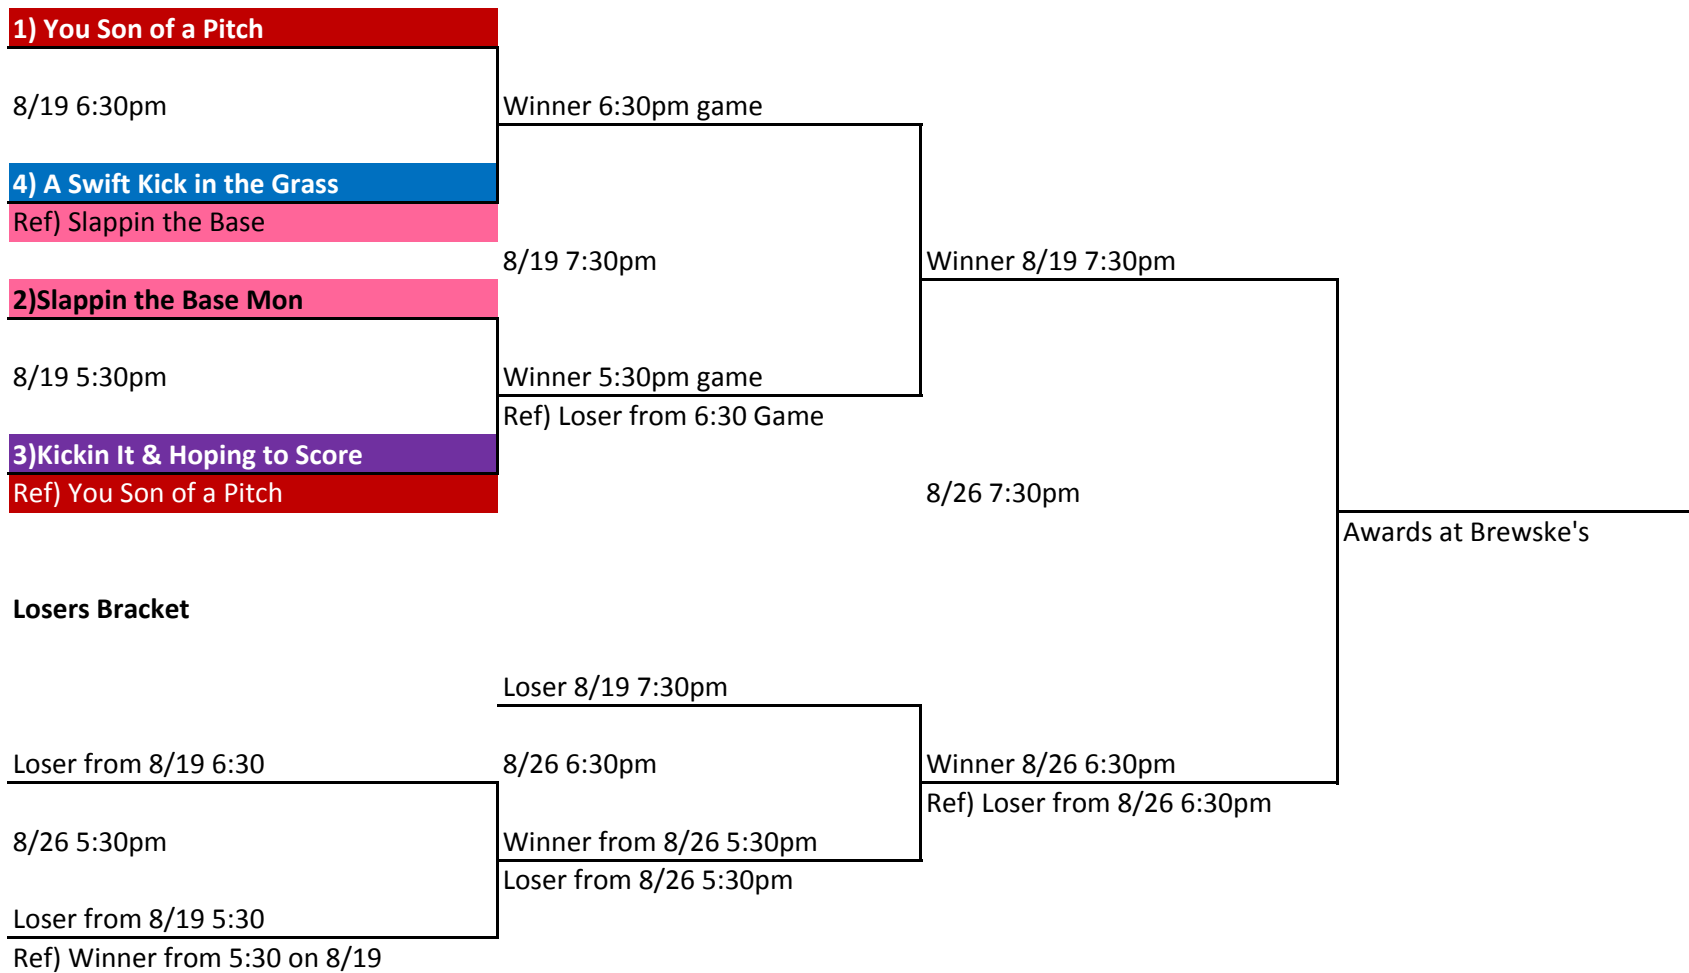 1) You Son of a Pitch
8/19 6:30pm
Winner 6:30pm game
4) A Swift Kick in the Grass
Ref) Slappin the Base
8/19 7:30pm
Winner 8/19 7:30pm
2)Slappin the Base Mon
8/19 5:30pm
Winner 5:30pm game
Ref) Loser from 6:30 Game
3)Kickin It & Hoping to Score
Ref) You Son of a Pitch
8/26 7:30pm
Awards at Brewske's
Losers Bracket
Loser 8/19 7:30pm
Loser from 8/19 6:30
8/26 6:30pm
Winner 8/26 6:30pm
Ref) Loser from 8/26 6:30pm
8/26 5:30pm
Winner from 8/26 5:30pm
Loser from 8/26 5:30pm
Loser from 8/19 5:30
Ref) Winner from 5:30 on 8/19